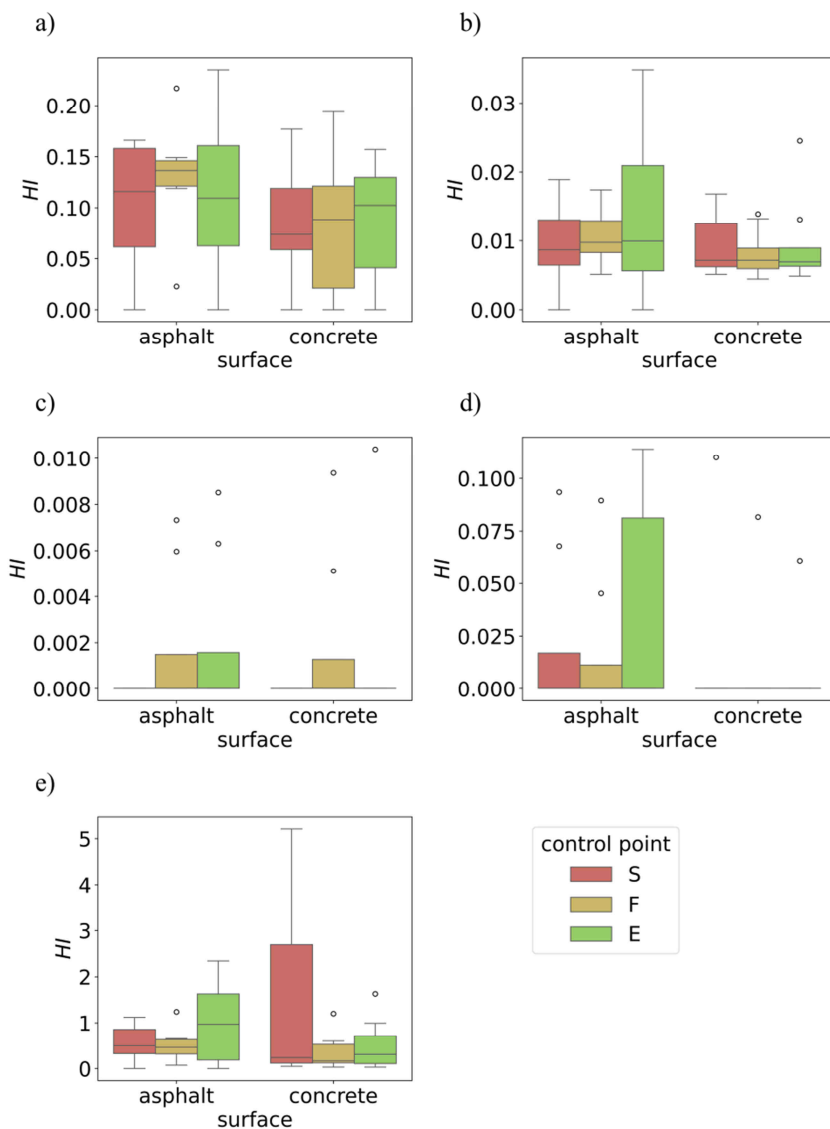 a)
0.20
0.15
0.10
0.05
0.00
HI
asphalt concrete
surface
b)
0.03
0.02
0.01
0.00
HI
asphalt concrete
surface
c)
0.010
0.008
0.006
0.004
0.002
0.000
HI
asphalt concrete
surface
d)
0.100
0.075
0.050
0.025
0.000
HI
asphalt concrete
surface
e)
5
4
3
2
1
0
HI
asphalt concrete
surface
control point
S
F
E